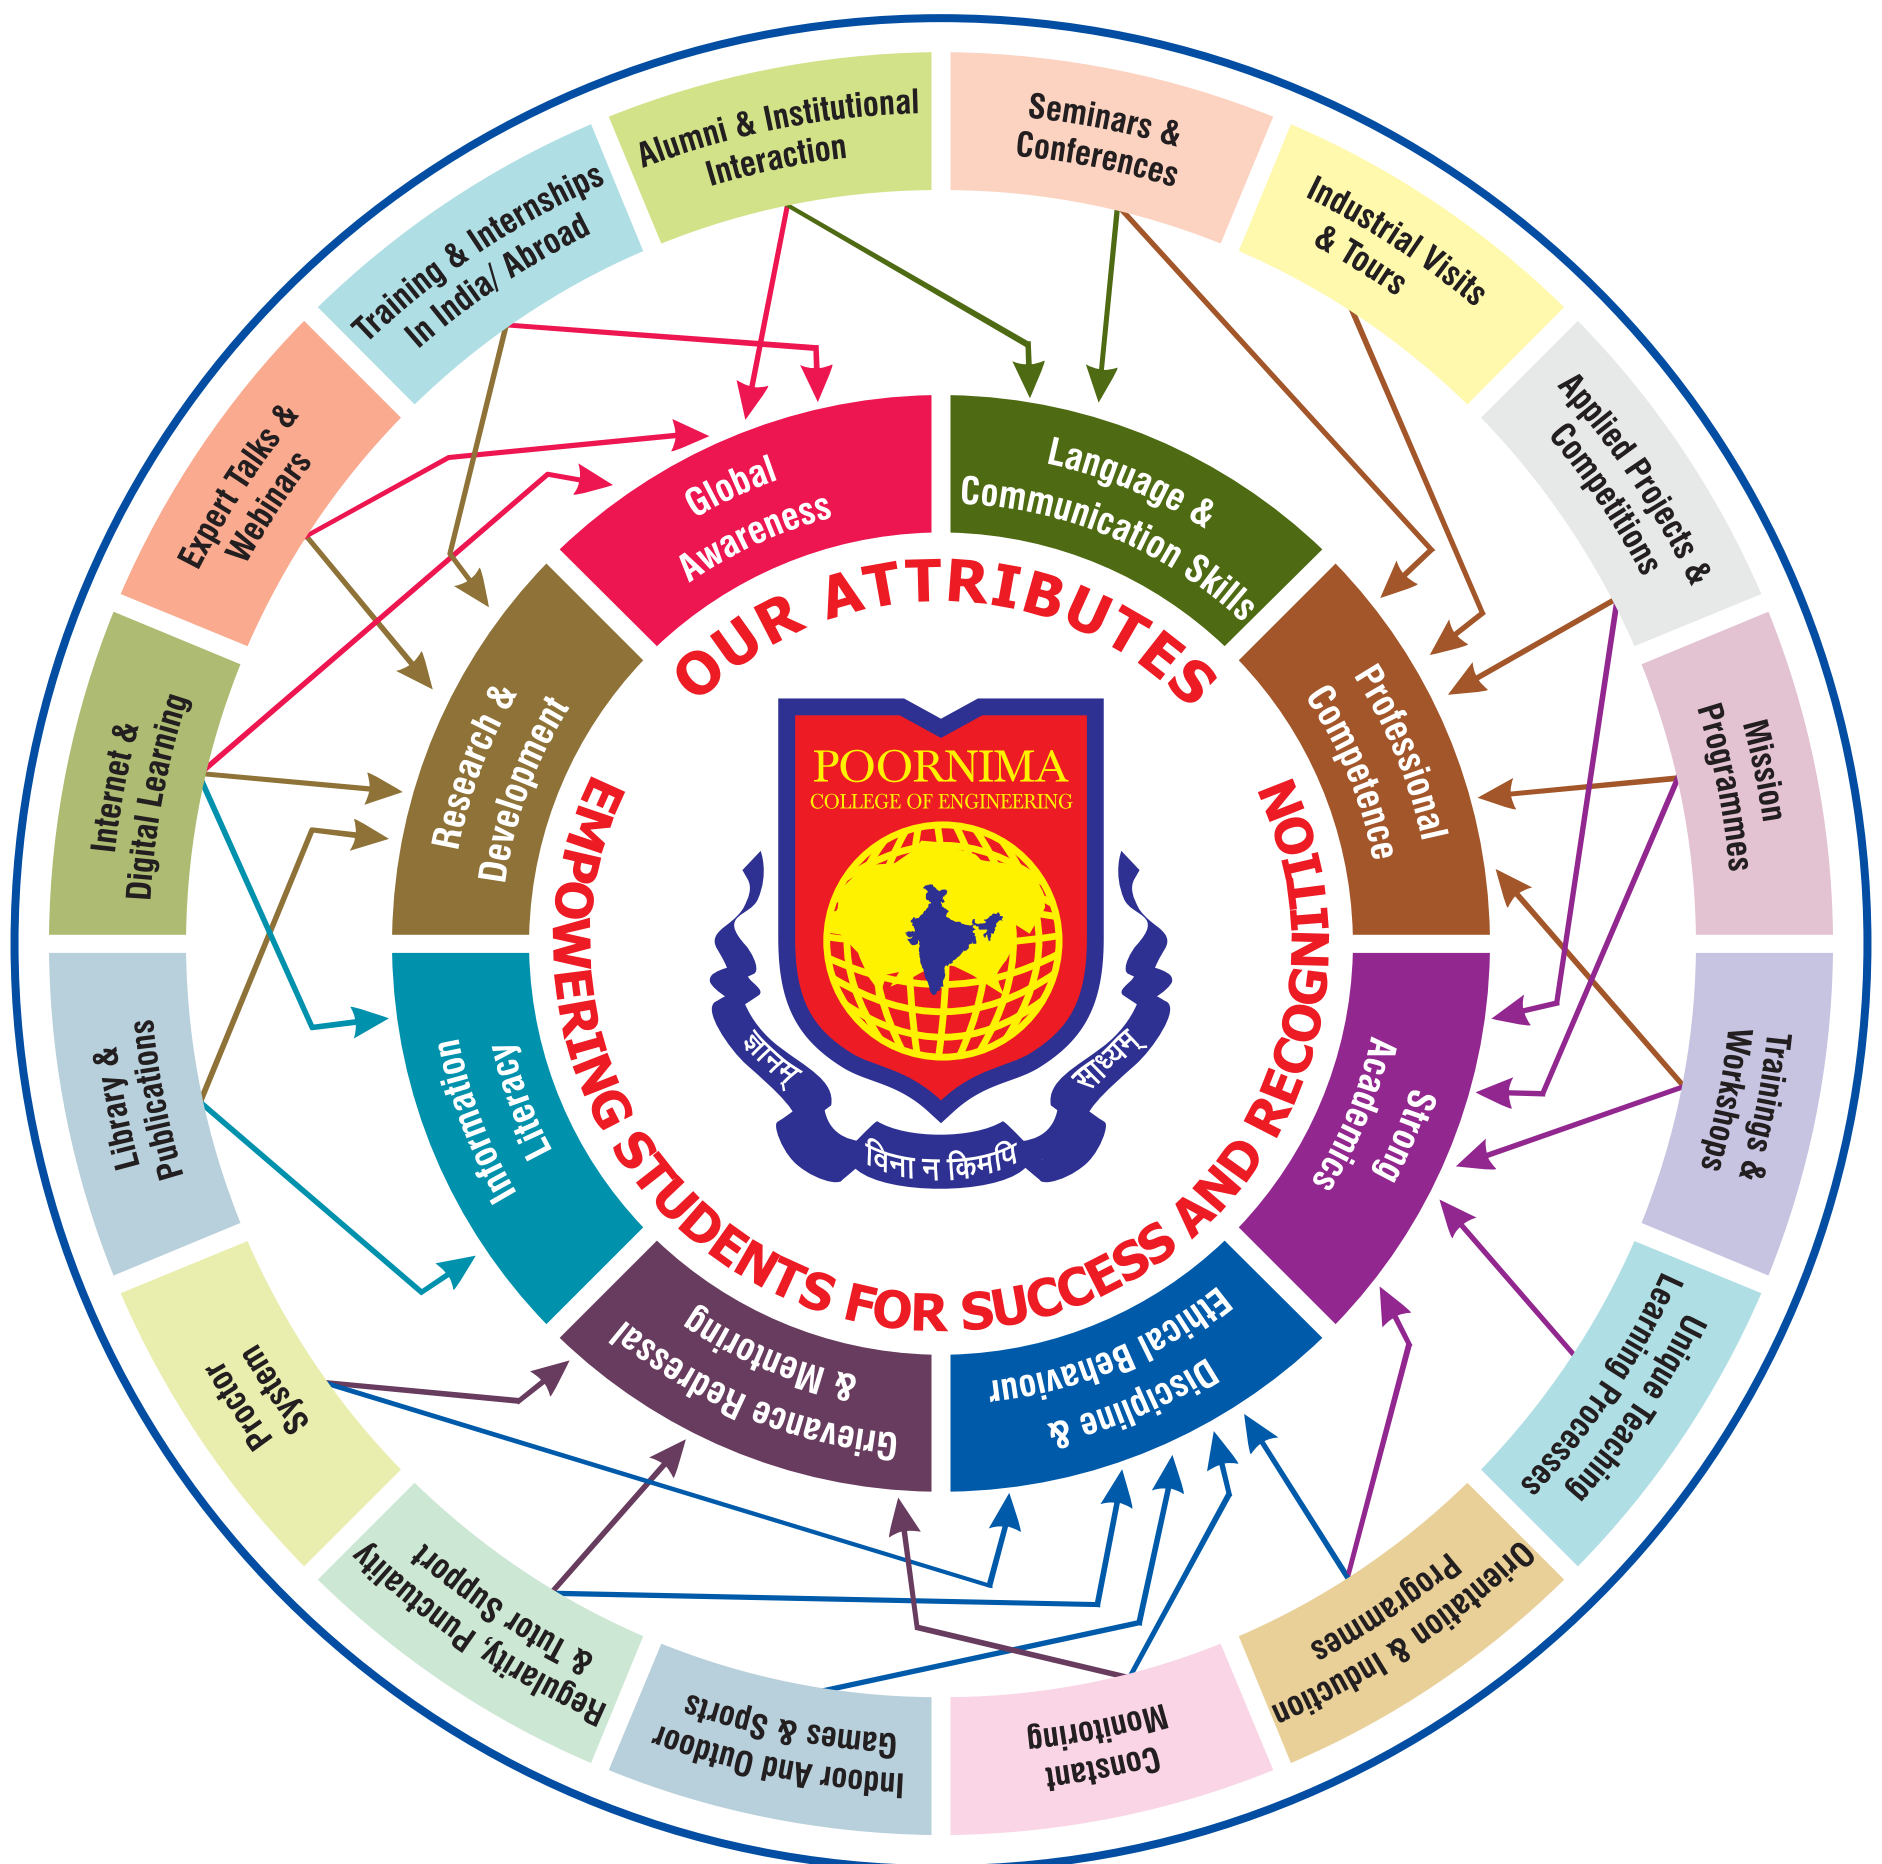 Alumni & Institutional
Interaction
Seminars &
Conferences
Industrial Visits
& Tours
Applied Projects &
Competitions
Mission
Programmes
Trainings &
Workshops
Unique Teaching
Learning Processes
Orientation & Induction
Programmes
Constant
Monitoring
Indoor And Outdoor
Games & Sports
Regularity, Punctuality
& Tutor Support
Proctor
System
Library &
Publications
Internet &
Digital Learning
Expert Talks &
Webinars
Training & Internships
In India/ Abroad
Global
Awareness
Language &
Communication Skills
Professional
Competence
Strong
Academics
Discipline &
Ethical Behaviour
Grievance Redressal
& Mentoring
Information
Literacy
Research &
Development
OUR ATTRIBUTES
EMPOWERING STUDENTS FOR SUCCESS AND RECOGNITION
POORNIMA
COLLEGE OF ENGINEERING
ज्ञानम्
विना न किमपि
साध्यम्